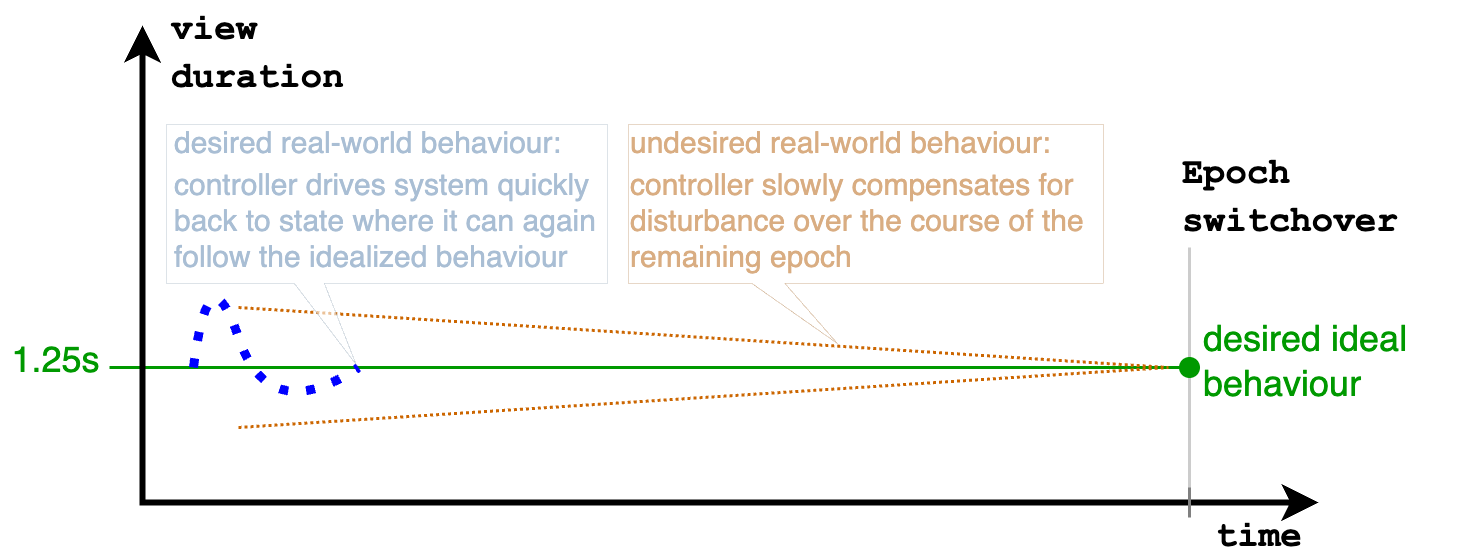 view
duration
desired real-world behaviour:
controller drives system quickly
back to state where it can again
follow the idealized behaviour
undesired real-world behaviour:
controller slowly compensates for
disturbance over the course of the
remaining epoch
Epoch
switchover
1.25s
desired ideal
behaviour
time